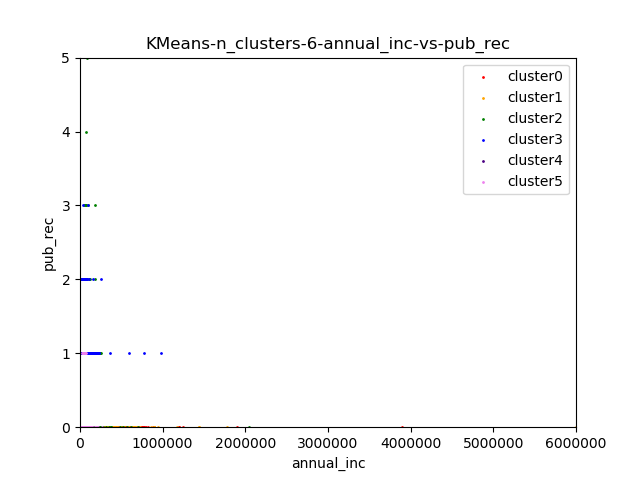 KMeans-n_clusters-6-annual_inc-vs-pub_rec
cluster0
cluster1
cluster2
cluster3
cluster4
cluster5
5
4
3
2
1
0
pub_rec
0 1000000 2000000 3000000 4000000 5000000 6000000
annual_inc